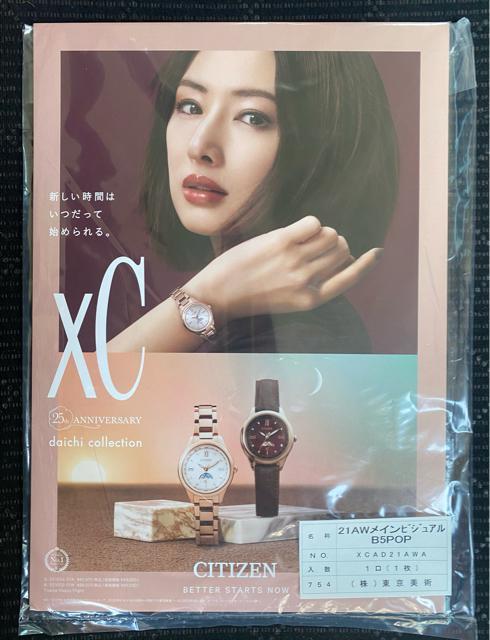 新しい時間は
いつだって
始められる。
xC
25th ANNIVERSARY
daichi collection
CITIZEN
BETTER STARTS NOW
No.1
名称 21AWメインビジュアル
B5POP
NO. XCAD21AWA
入数 1口(1枚)
754 (株)東京美術